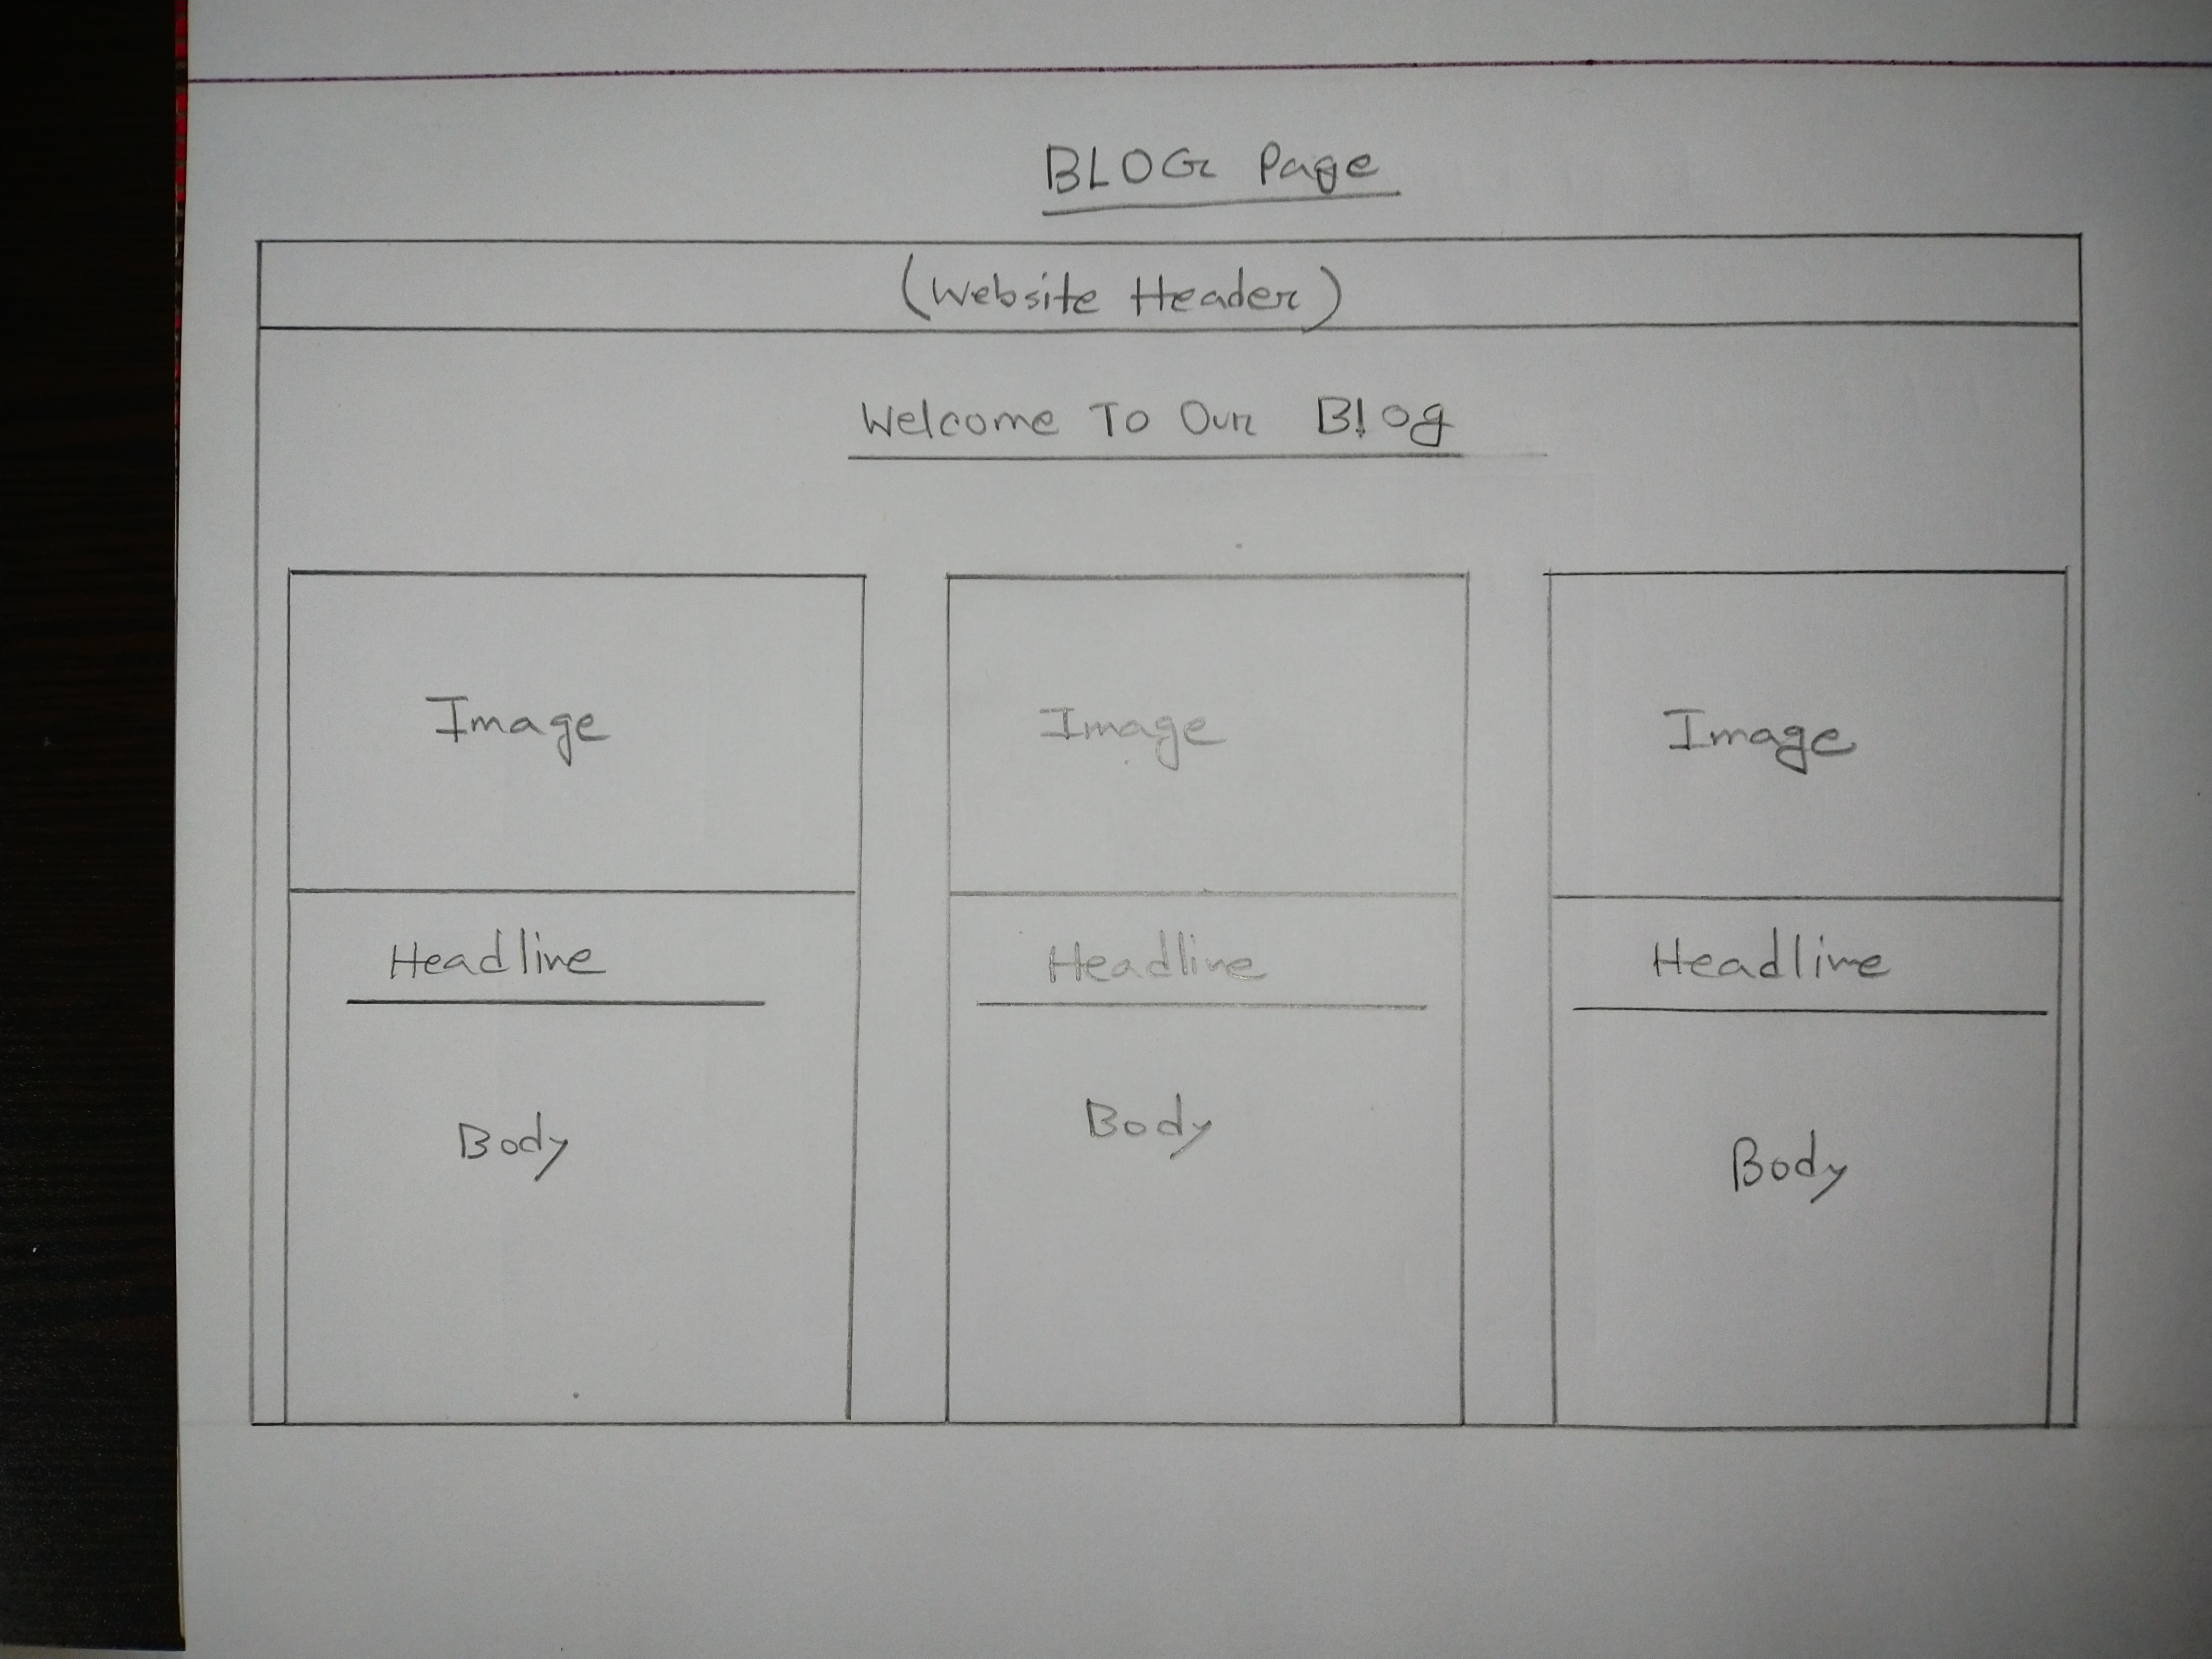 BLOG Page
(Website Header)
Welcome To Our Blog
Image
Image
Image
Headline
Headline
Headline
Body
Body
Body